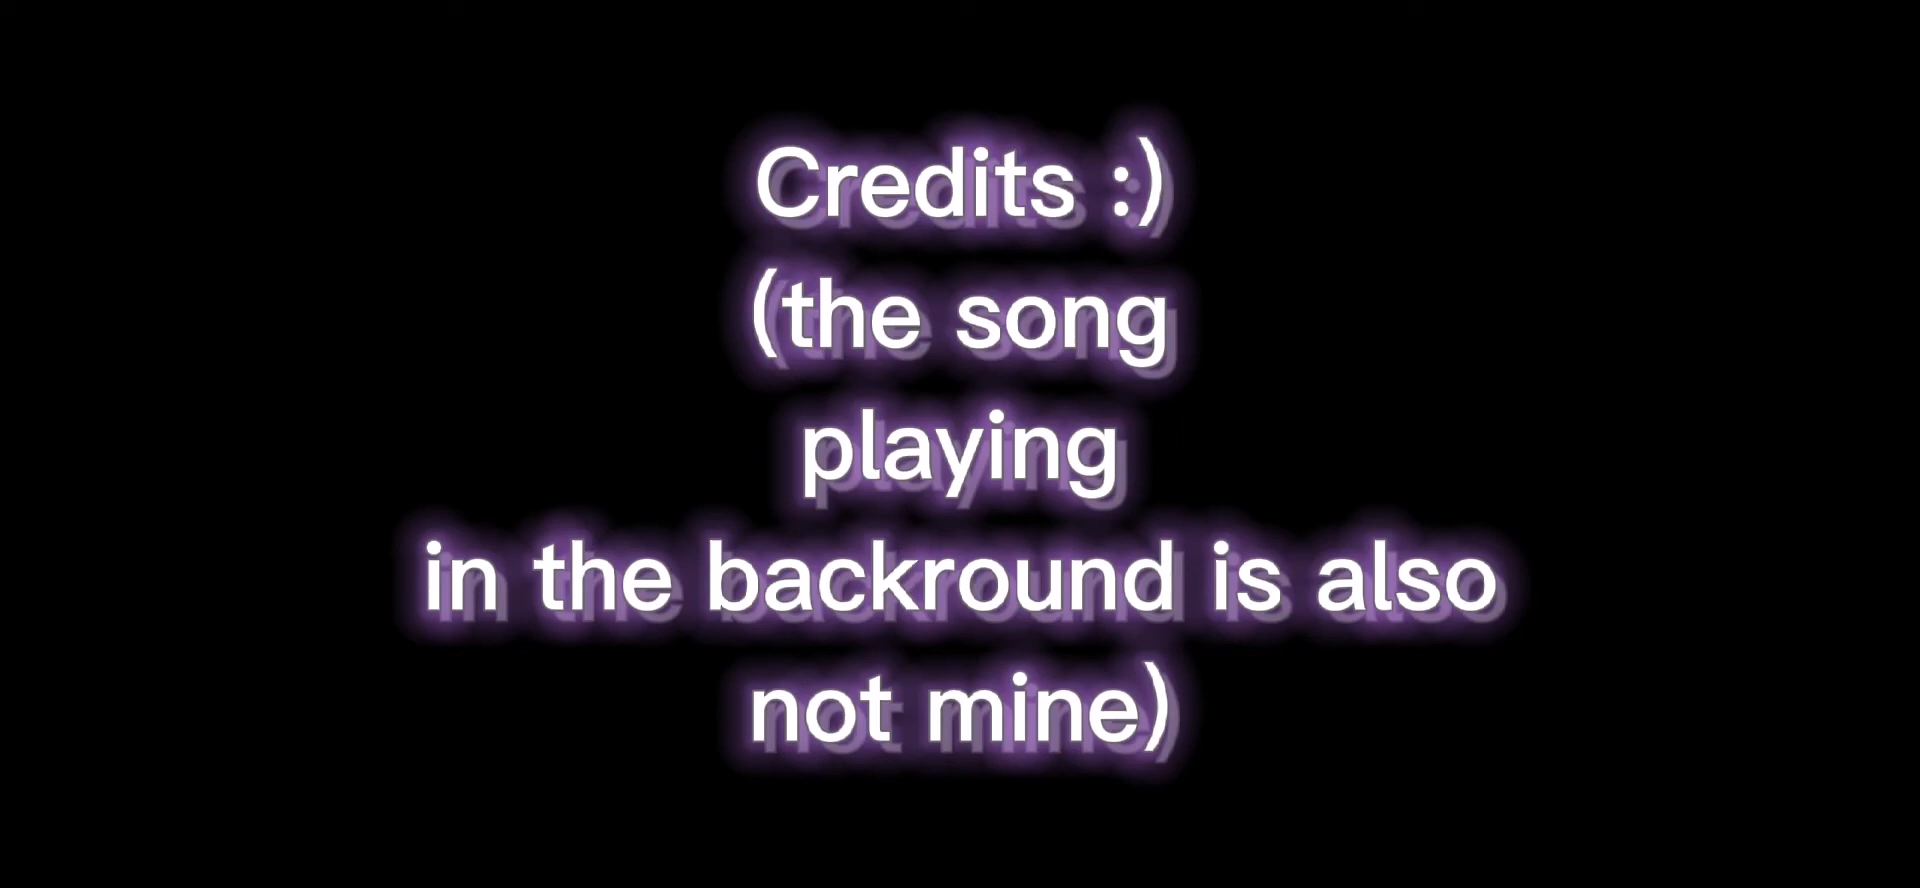 Credits :)
(the song
playing
in the backround is also
not mine)